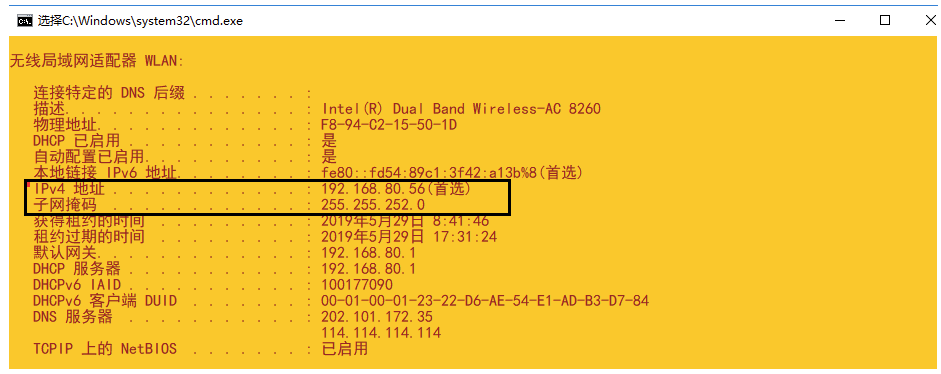 选择C:\Windows\system32\cmd.exe
无线局域网适配器 WLAN:
连接特定的 DNS 后缀 . . . . . . . :
描述. . . . . . . . . . . . . . . : Intel(R) Dual Band Wireless-AC 8260
物理地址. . . . . . . . . . . . . : F8-94-C2-15-50-1D
DHCP 已启用 . . . . . . . . . . . : 是
自动配置已启用. . . . . . . . . . : 是
本地链接 IPv6 地址. . . . . . . . : fe80::fd54:89c1:3f42:a13b%8(首选)
IPv4 地址 . . . . . . . . . . . . : 192.168.80.56(首选)
子网掩码 . . . . . . . . . . . . : 255.255.252.0
获得租约的时间 . . . . . . . . . : 2019年5月29日 8:41:46
租约过期的时间 . . . . . . . . . : 2019年5月29日 17:31:24
默认网关. . . . . . . . . . . . . : 192.168.80.1
DHCP 服务器 . . . . . . . . . . . : 192.168.80.1
DHCPv6 IAID . . . . . . . . . . . : 100177090
DHCPv6 客户端 DUID . . . . . . . : 00-01-00-01-23-22-D6-AE-54-E1-AD-B3-D7-84
DNS 服务器 . . . . . . . . . . . : 202.101.172.35
114.114.114.114
TCPIP 上的 NetBIOS . . . . . . . : 已启用